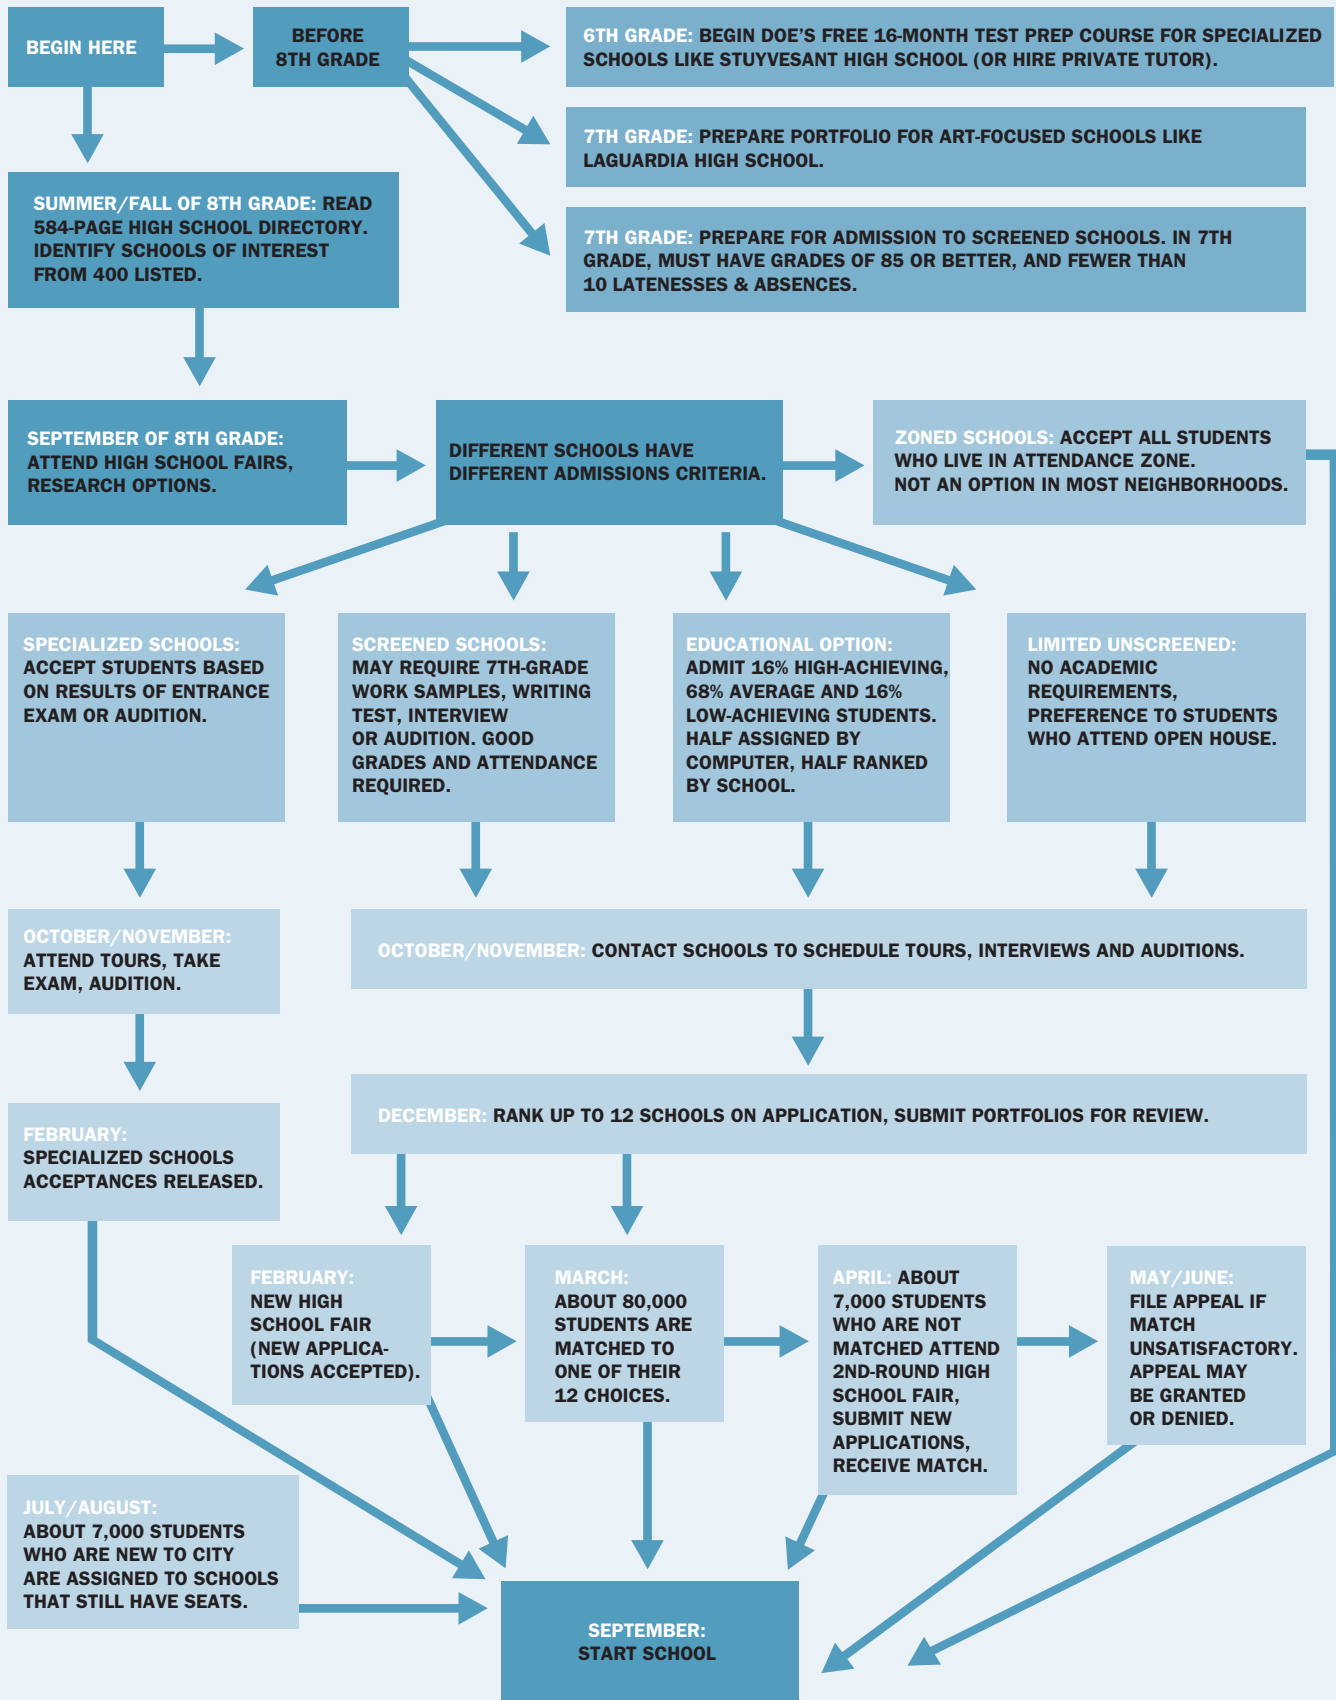 BEGIN HERE
BEFORE
8TH GRADE
6TH GRADE: BEGIN DOE'S FREE 16-MONTH TEST PREP COURSE FOR SPECIALIZED
SCHOOLS LIKE STUYVESANT HIGH SCHOOL (OR HIRE PRIVATE TUTOR).
7TH GRADE: PREPARE PORTFOLIO FOR ART-FOCUSED SCHOOLS LIKE
LAGUARDIA HIGH SCHOOL.
7TH GRADE: PREPARE FOR ADMISSION TO SCREENED SCHOOLS. IN 7TH
GRADE, MUST HAVE GRADES OF 85 OR BETTER, AND FEWER THAN
10 LATENESSES & ABSENCES.
SUMMER/FALL OF 8TH GRADE: READ
584-PAGE HIGH SCHOOL DIRECTORY.
IDENTIFY SCHOOLS OF INTEREST
FROM 400 LISTED.
SEPTEMBER OF 8TH GRADE:
ATTEND HIGH SCHOOL FAIRS,
RESEARCH OPTIONS.
DIFFERENT SCHOOLS HAVE
DIFFERENT ADMISSIONS CRITERIA.
ZONED SCHOOLS: ACCEPT ALL STUDENTS
WHO LIVE IN ATTENDANCE ZONE.
NOT AN OPTION IN MOST NEIGHBORHOODS.
SPECIALIZED SCHOOLS:
ACCEPT STUDENTS BASED
ON RESULTS OF ENTRANCE
EXAM OR AUDITION.
SCREENED SCHOOLS:
MAY REQUIRE 7TH-GRADE
WORK SAMPLES, WRITING
TEST, INTERVIEW
OR AUDITION. GOOD
GRADES AND ATTENDANCE
REQUIRED.
EDUCATIONAL OPTION:
ADMIT 16% HIGH-ACHIEVING,
68% AVERAGE AND 16%
LOW-ACHIEVING STUDENTS.
HALF ASSIGNED BY
COMPUTER, HALF RANKED
BY SCHOOL.
LIMITED UNSCREENED:
NO ACADEMIC
REQUIREMENTS,
PREFERENCE TO STUDENTS
WHO ATTEND OPEN HOUSE.
OCTOBER/NOVEMBER:
ATTEND TOURS, TAKE
EXAM, AUDITION.
OCTOBER/NOVEMBER: CONTACT SCHOOLS TO SCHEDULE TOURS, INTERVIEWS AND AUDITIONS.
FEBRUARY:
SPECIALIZED SCHOOLS
ACCEPTANCES RELEASED.
DECEMBER: RANK UP TO 12 SCHOOLS ON APPLICATION, SUBMIT PORTFOLIOS FOR REVIEW.
FEBRUARY:
NEW HIGH
SCHOOL FAIR
(NEW APPLICA-
TIONS ACCEPTED).
MARCH:
ABOUT 80,000
STUDENTS ARE
MATCHED TO
ONE OF THEIR
12 CHOICES.
APRIL: ABOUT
7,000 STUDENTS
WHO ARE NOT
MATCHED ATTEND
2ND-ROUND HIGH
SCHOOL FAIR,
SUBMIT NEW
APPLICATIONS,
RECEIVE MATCH.
MAY/JUNE:
FILE APPEAL IF
MATCH
UNSATISFACTORY.
APPEAL MAY
BE GRANTED
OR DENIED.
JULY/AUGUST:
ABOUT 7,000 STUDENTS
WHO ARE NEW TO CITY
ARE ASSIGNED TO SCHOOLS
THAT STILL HAVE SEATS.
SEPTEMBER:
START SCHOOL